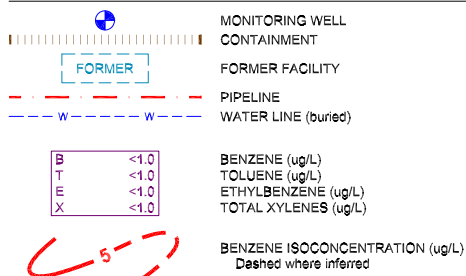 MONITORING WELL
CONTAINMENT
FORMER FORMER FACILITY
PIPELINE
W W WATER LINE (buried)
B <1.0 BENZENE (ug/L)
T <1.0 TOLUENE (ug/L)
E <1.0 ETHYLBENZENE (ug/L)
X <1.0 TOTAL XYLENES (ug/L)
5 BENZENE ISOCONCENTRATION (ug/L)
Dashed where inferred